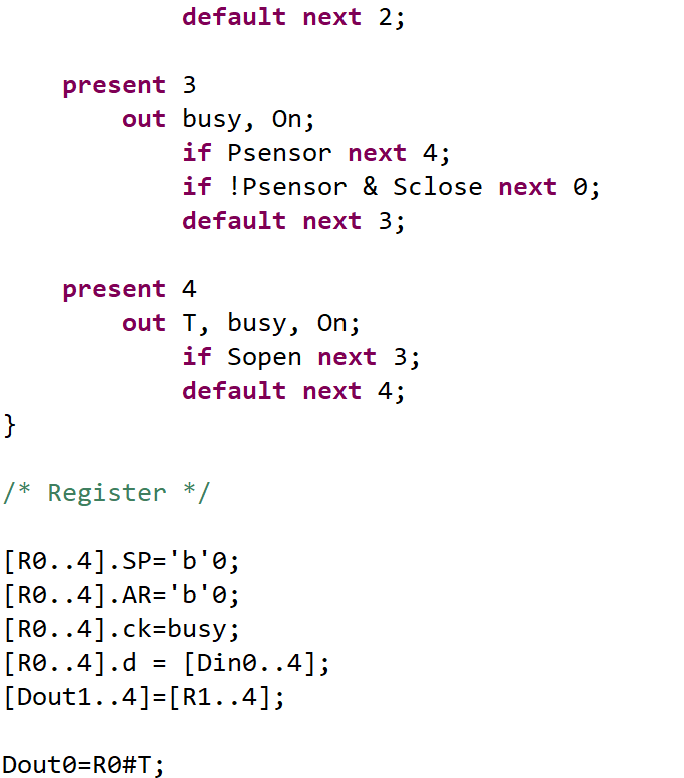 default next 2;
present 3
out busy, On;
if Psensor next 4;
if !Psensor & Sclose next 0;
default next 3;
present 4
out T, busy, On;
if Sopen next 3;
default next 4;
}
/* Register */
[R0..4].SP='b'0;
[R0..4].AR='b'0;
[R0..4].ck=busy;
[R0..4].d = [Din0..4];
[Dout1..4]=[R1..4];
Dout0=R0#T;